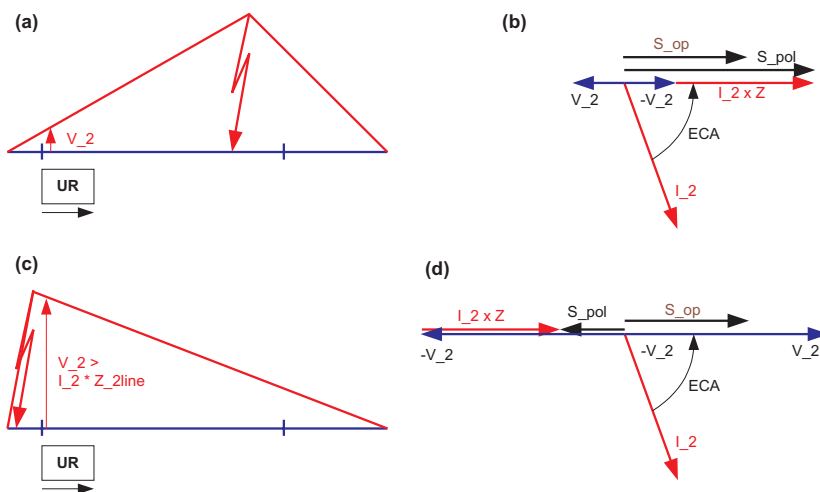 (a)
V_2
UR
(b)
S_op
S_pol
V_2
-V_2
I_2 x Z
ECA
I_2
(c)
V_2 >
I_2 * Z_2line
UR
(d)
I_2 x Z
S_pol
S_op
-V_2
-V_2
V_2
ECA
I_2